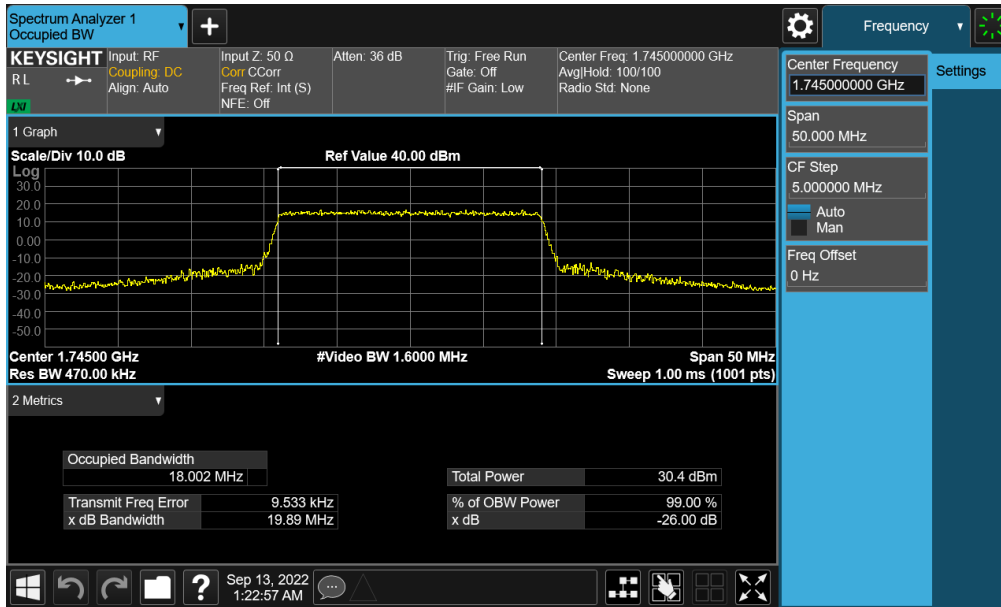 Spectrum Analyzer 1
Occupied BW
+
Frequency
KEYSIGHT
R L
LXI
Input: RF
Coupling: DC
Align: Auto
Input Z: 50 Ω
Corr CCorr
Freq Ref: Int (S)
NFE: Off
Atten: 36 dB
Trig: Free Run
Gate: Off
#IF Gain: Low
Center Freq: 1.745000000 GHz
Avg|Hold: 100/100
Radio Std: None
Center Frequency
1.745000000 GHz
Settings
Span
50.000 MHz
CF Step
5.000000 MHz
Auto
Man
Freq Offset
0 Hz
1 Graph
Scale/Div 10.0 dB
Ref Value 40.00 dBm
Log
30.0
20.0
10.0
0.00
-10.0
-20.0
-30.0
-40.0
-50.0
Center 1.74500 GHz
#Video BW 1.6000 MHz
Span 50 MHz
Res BW 470.00 kHz
Sweep 1.00 ms (1001 pts)
2 Metrics
Occupied Bandwidth
18.002 MHz
Total Power 30.4 dBm
Transmit Freq Error 9.533 kHz
% of OBW Power 99.00 %
x dB Bandwidth 19.89 MHz
x dB -26.00 dB
?
Sep 13, 2022
1:22:57 AM